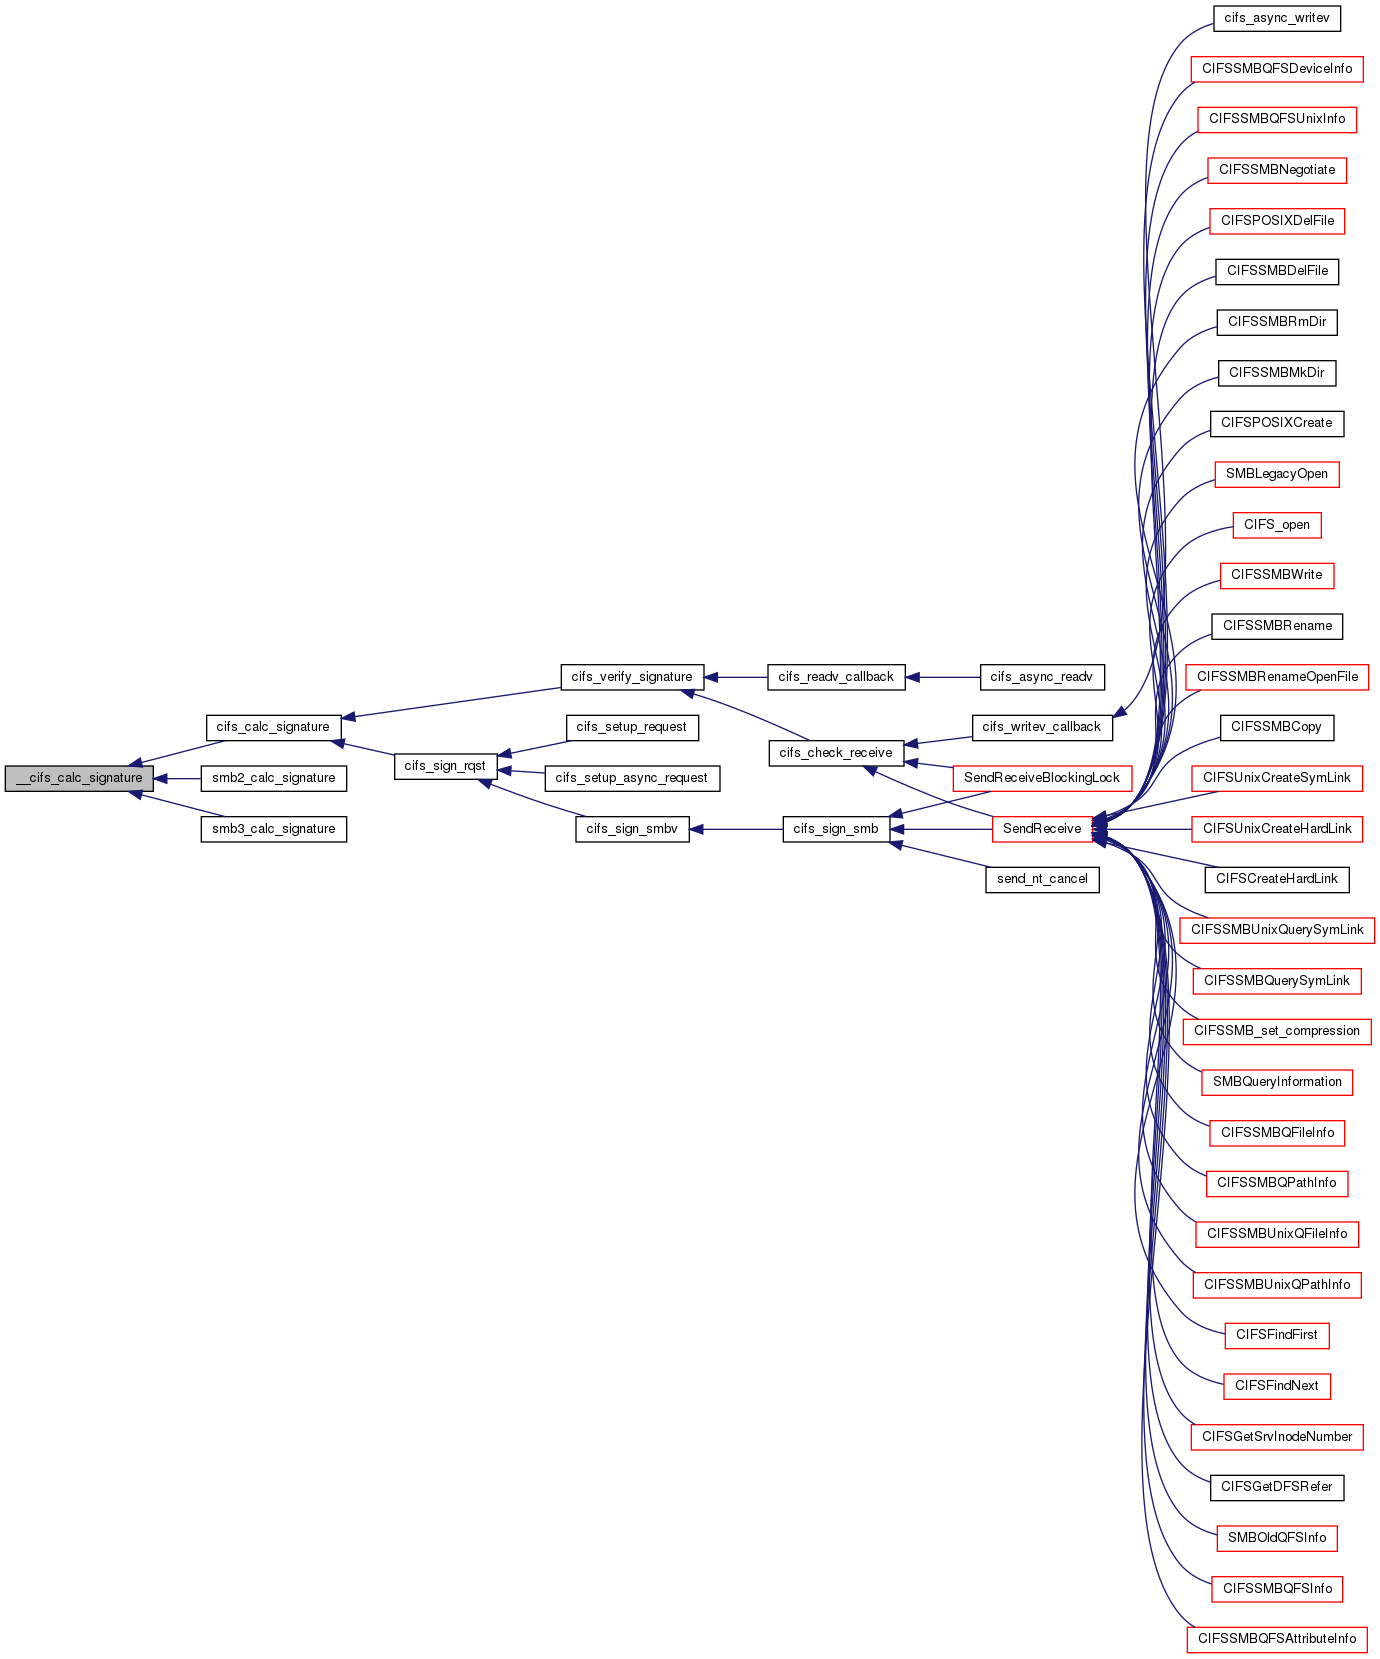 cifs_async_writev
CIFSSMBQFSDeviceInfo
CIFSSMBQFSUnixInfo
CIFSSMBNegotiate
CIFSPOSIXDelFile
CIFSSMBDelFile
CIFSSMBRmDir
CIFSSMBMkDir
CIFSPOSIXCreate
SMBLegacyOpen
CIFS_open
CIFSSMBWrite
CIFSSMBRename
cifs_verify_signature
cifs_readv_callback
cifs_async_readv
CIFSSMBRenameOpenFile
cifs_calc_signature
cifs_setup_request
cifs_writev_callback
CIFSSMBCopy
cifs_check_receive
__cifs_calc_signature
smb2_calc_signature
cifs_sign_rqst
cifs_setup_async_request
SendReceiveBlockingLock
CIFSUnixCreateSymLink
smb3_calc_signature
cifs_sign_smbv
cifs_sign_smb
SendReceive
CIFSUnixCreateHardLink
send_nt_cancel
CIFSCreateHardLink
CIFSSMBUnixQuerySymLink
CIFSSMBQuerySymLink
CIFSSMB_set_compression
SMBQueryInformation
CIFSSMBQFileInfo
CIFSSMBQPathInfo
CIFSSMBUnixQFileInfo
CIFSSMBUnixQPathInfo
CIFSFindFirst
CIFSFindNext
CIFSGetSrvInodeNumber
CIFSGetDFSRefer
SMBOldQFSInfo
CIFSSMBQFSInfo
CIFSSMBQFSAttributeInfo